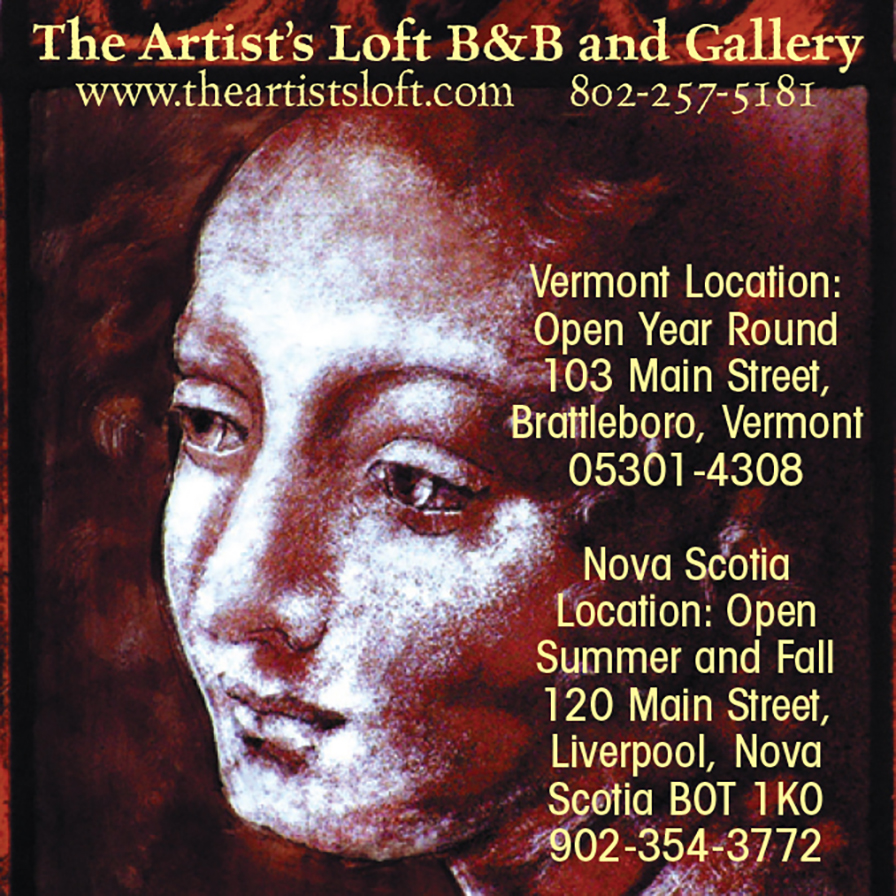 The Artist's Loft B&B and Gallery
www.theartistsloft.com 802-257-5181
Vermont Location:
Open Year Round
103 Main Street,
Brattleboro, Vermont
05301-4308
Nova Scotia
Location: Open
Summer and Fall
120 Main Street,
Liverpool, Nova
Scotia BOT 1KO
902-354-3772